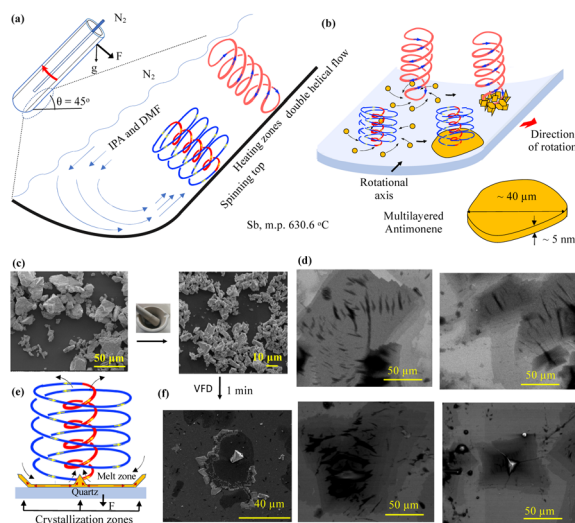 (a)
N₂
F
g
N₂
θ = 45°
IPA and DMF
Spinning top
Heating zones
double helical flow
Sb, m.p. 630.6 °C
(b)
Direction
of rotation
Rotational
axis
Multilayered
Antimonene
~ 40 µm
~ 5 nm
(c)
50 µm
10 µm
VFD
1 min
(d)
50 µm
50 µm
50 µm
50 µm
(e)
Melt zone
Quartz
F
Crystallization zones
(f)
40 µm